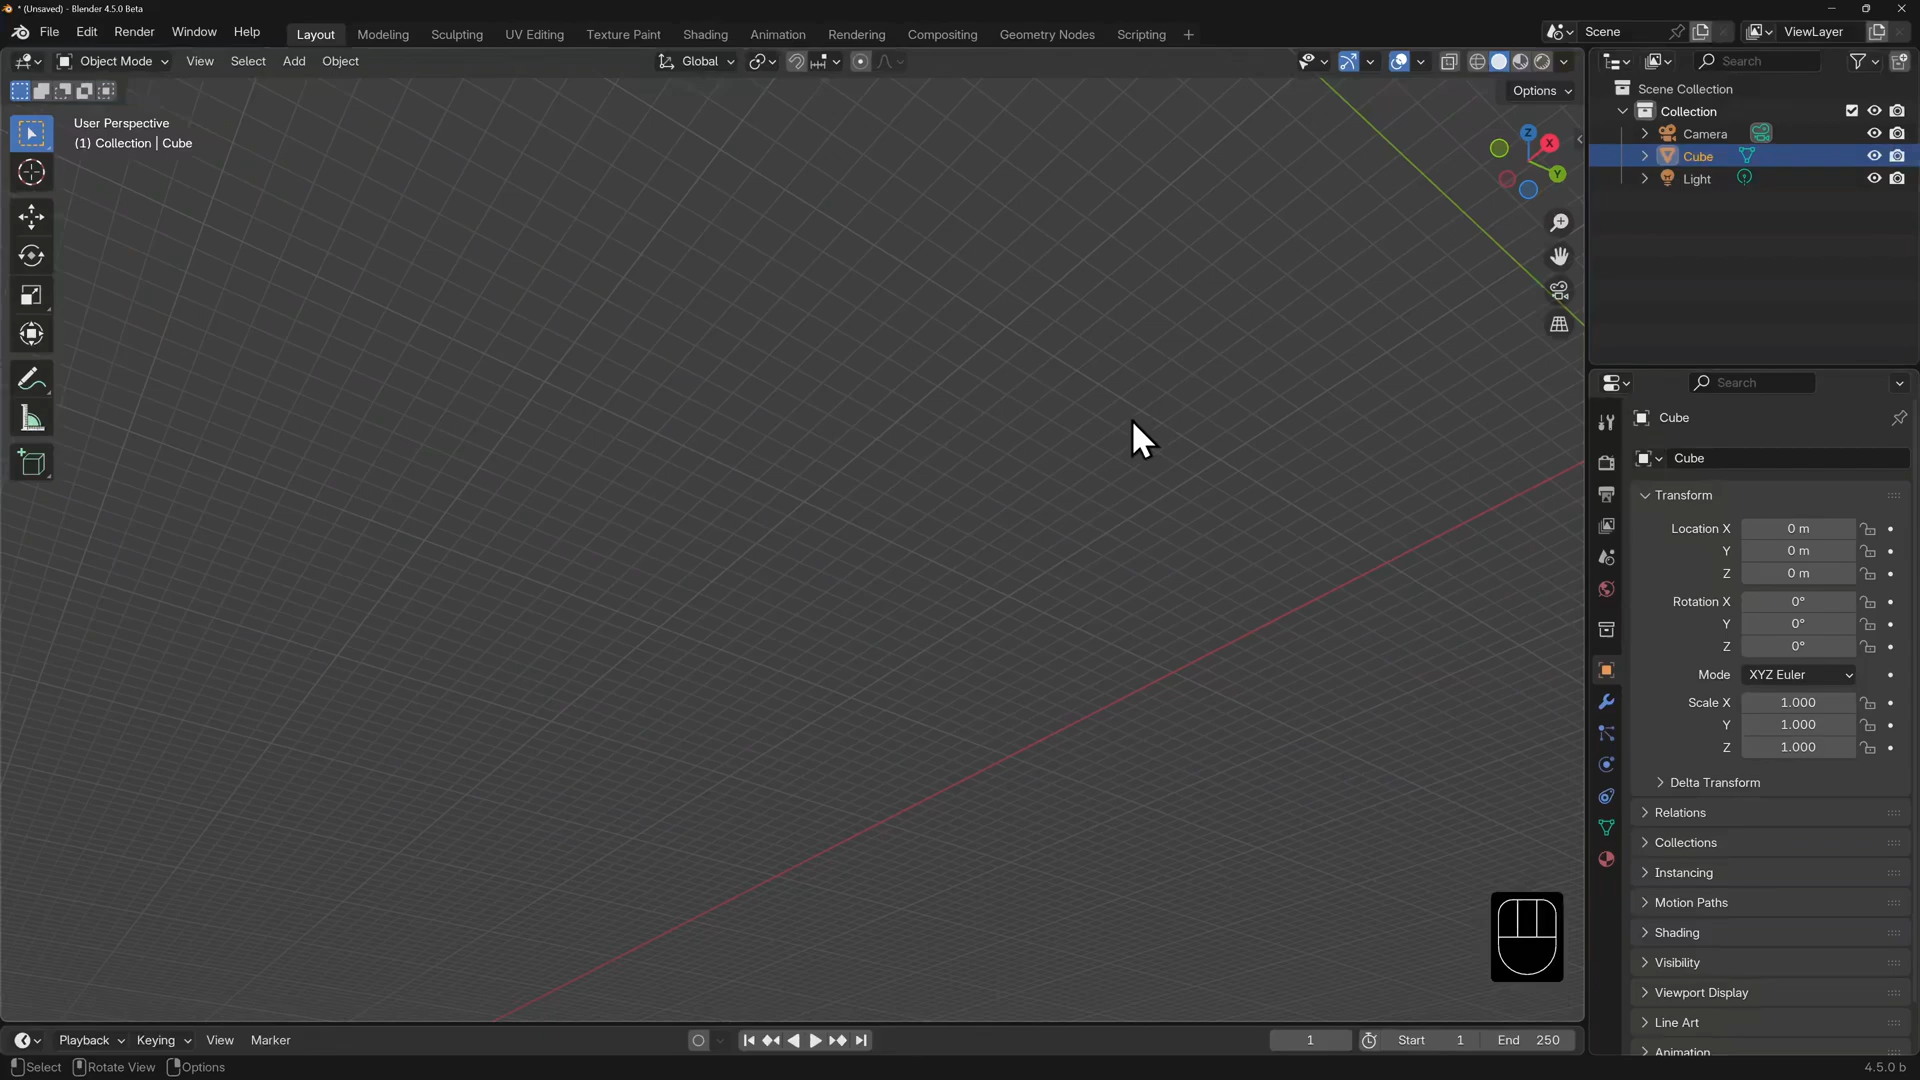 * (Unsaved) - Blender 4.5.0 Beta
File Edit Render Window Help Layout Modeling Sculpting UV Editing Texture Paint Shading Animation Rendering Compositing Geometry Nodes Scripting + Scene ViewLayer
Object Mode View Select Add Object Global Search
Options
User Perspective
(1) Collection | Cube
Z
X
Y
Scene Collection
Collection
Camera
Cube
Light
Search
Cube
Cube
Transform
Location X 0 m
Y 0 m
Z 0 m
Rotation X 0°
Y 0°
Z 0°
Mode XYZ Euler
Scale X 1.000
Y 1.000
Z 1.000
Delta Transform
Relations
Collections
Instancing
Motion Paths
Shading
Visibility
Viewport Display
Line Art
Animation
Playback Keying View Marker 1 Start 1 End 250
Select Rotate View Options 4.5.0 b